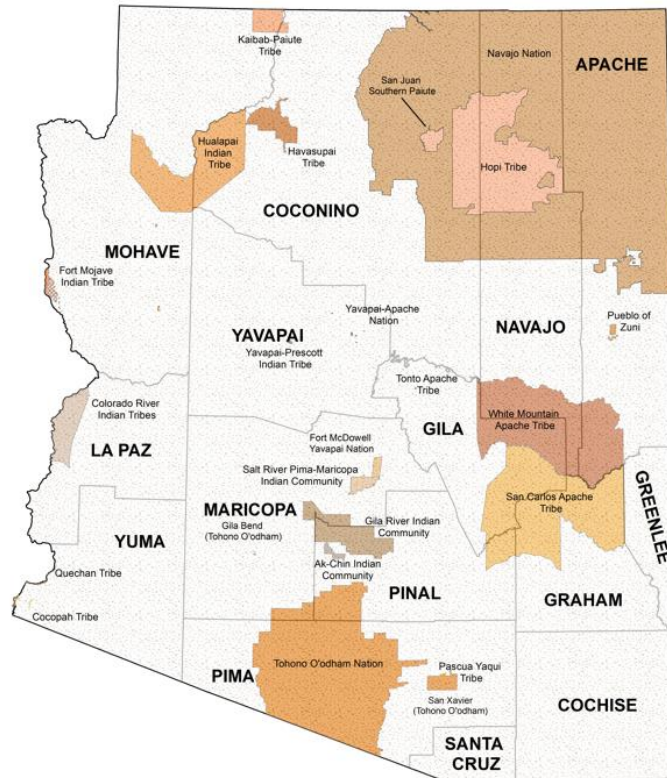 Kaibab-Paiute
Tribe
Navajo Nation
APACHE
San Juan
Southern Paiute
Hualapai
Indian
Tribe
Havasupai
Tribe
Hopi Tribe
COCONINO
MOHAVE
Fort Mojave
Indian Tribe
Yavapai-Apache
Nation
Pueblo of
Zuni
NAVAJO
YAVAPAI
Yavapai-Prescott
Indian Tribe
Tonto Apache
Tribe
Colorado River
Indian Tribes
White Mountain
Apache Tribe
GILA
LA PAZ
Fort McDowell
Yavapai Nation
Salt River Pima-Maricopa
Indian Community
San Carlos Apache
Tribe
GREENLEE
MARICOPA
Gila Bend
(Tohono O'odham)
Gila River Indian
Community
YUMA
Ak-Chin Indian
Community
Quechan Tribe
PINAL
GRAHAM
Cocopah Tribe
Tohono O'odham Nation
Pascua Yaqui
Tribe
PIMA
San Xavier
(Tohono O'odham)
COCHISE
SANTA
CRUZ